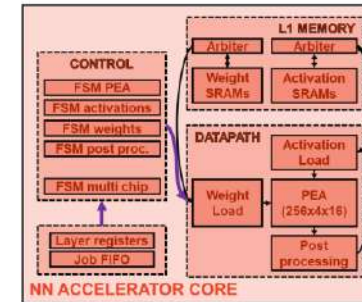 CONTROL
FSM PEA
FSM activations
FSM weights
FSM post proc.
FSM multi chip
Layer registers
Job FIFO
L1 MEMORY
Arbiter
Arbiter
Weight
SRAMs
Activation
SRAMs
DATAPATH
Activation
Load
Weight
Load
PEA
(256x4x16)
Post
processing
NN ACCELERATOR CORE